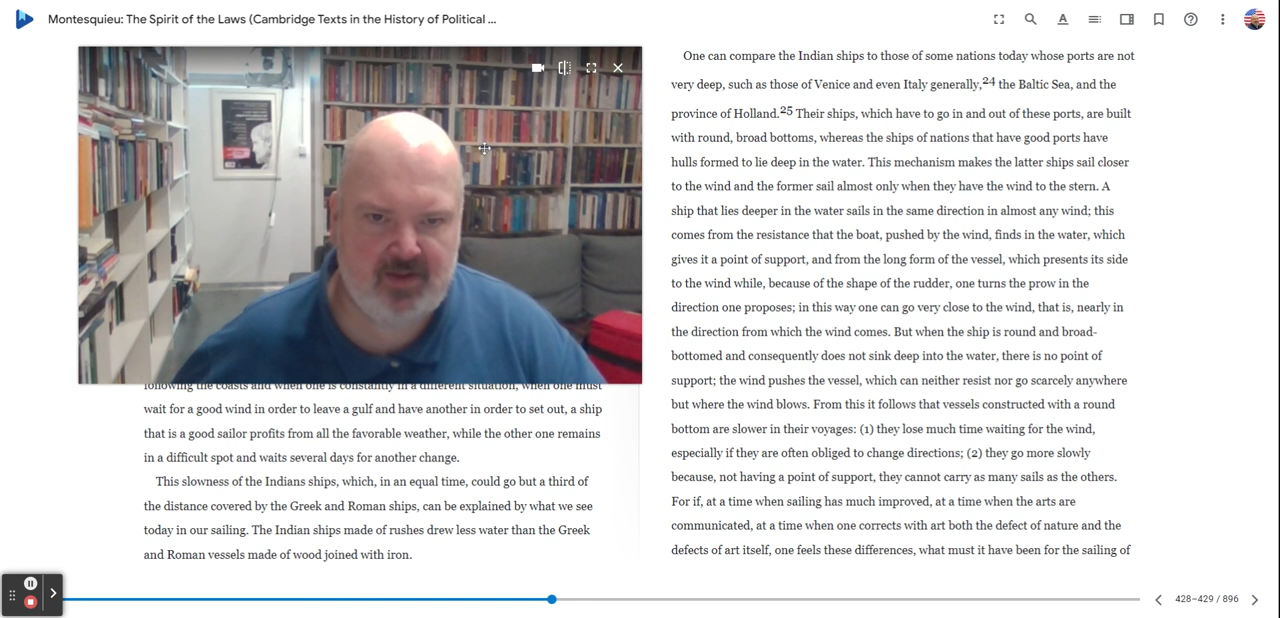 Montesquieu: The Spirit of the Laws (Cambridge Texts in the History of Political ...
following the coasts and when one is constantly in a different situation, when one must
wait for a good wind in order to leave a gulf and have another in order to set out, a ship
that is a good sailor profits from all the favorable weather, while the other one remains
in a difficult spot and waits several days for another change.
This slowness of the Indians ships, which, in an equal time, could go but a third of
the distance covered by the Greek and Roman ships, can be explained by what we see
today in our sailing. The Indian ships made of rushes drew less water than the Greek
and Roman vessels made of wood joined with iron.
One can compare the Indian ships to those of some nations today whose ports are not
very deep, such as those of Venice and even Italy generally,24 the Baltic Sea, and the
province of Holland.25 Their ships, which have to go in and out of these ports, are built
with round, broad bottoms, whereas the ships of nations that have good ports have
hulls formed to lie deep in the water. This mechanism makes the latter ships sail closer
to the wind and the former sail almost only when they have the wind to the stern. A
ship that lies deeper in the water sails in the same direction in almost any wind; this
comes from the resistance that the boat, pushed by the wind, finds in the water, which
gives it a point of support, and from the long form of the vessel, which presents its side
to the wind while, because of the shape of the rudder, one turns the prow in the
direction one proposes; in this way one can go very close to the wind, that is, nearly in
the direction from which the wind comes. But when the ship is round and broad-
bottomed and consequently does not sink deep into the water, there is no point of
support; the wind pushes the vessel, which can neither resist nor go scarcely anywhere
but where the wind blows. From this it follows that vessels constructed with a round
bottom are slower in their voyages: (1) they lose much time waiting for the wind,
especially if they are often obliged to change directions; (2) they go more slowly
because, not having a point of support, they cannot carry as many sails as the others.
For if, at a time when sailing has much improved, at a time when the arts are
communicated, at a time when one corrects with art both the defect of nature and the
defects of art itself, one feels these differences, what must it have been for the sailing of
428–429 / 896